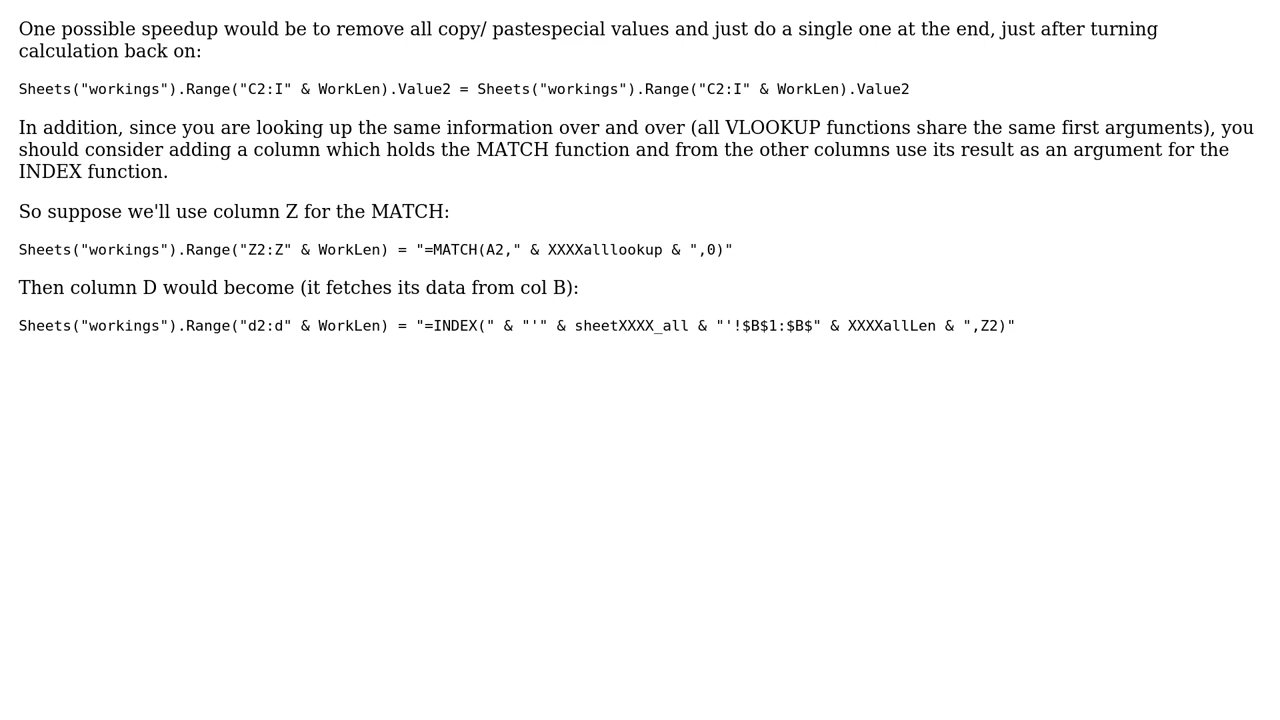 One possible speedup would be to remove all copy/ pastespecial values and just do a single one at the end, just after turning
calculation back on:
Sheets("workings").Range("C2:I" & WorkLen).Value2 = Sheets("workings").Range("C2:I" & WorkLen).Value2
In addition, since you are looking up the same information over and over (all VLOOKUP functions share the same first arguments), you
should consider adding a column which holds the MATCH function and from the other columns use its result as an argument for the
INDEX function.
So suppose we'll use column Z for the MATCH:
Sheets("workings").Range("Z2:Z" & WorkLen) = "=MATCH(A2," & XXXXalllookup & ",0)"
Then column D would become (it fetches its data from col B):
Sheets("workings").Range("d2:d" & WorkLen) = "=INDEX(" & "'" & sheetXXXX_all & "'!$B$1:$B$" & XXXXallLen & ",Z2)"